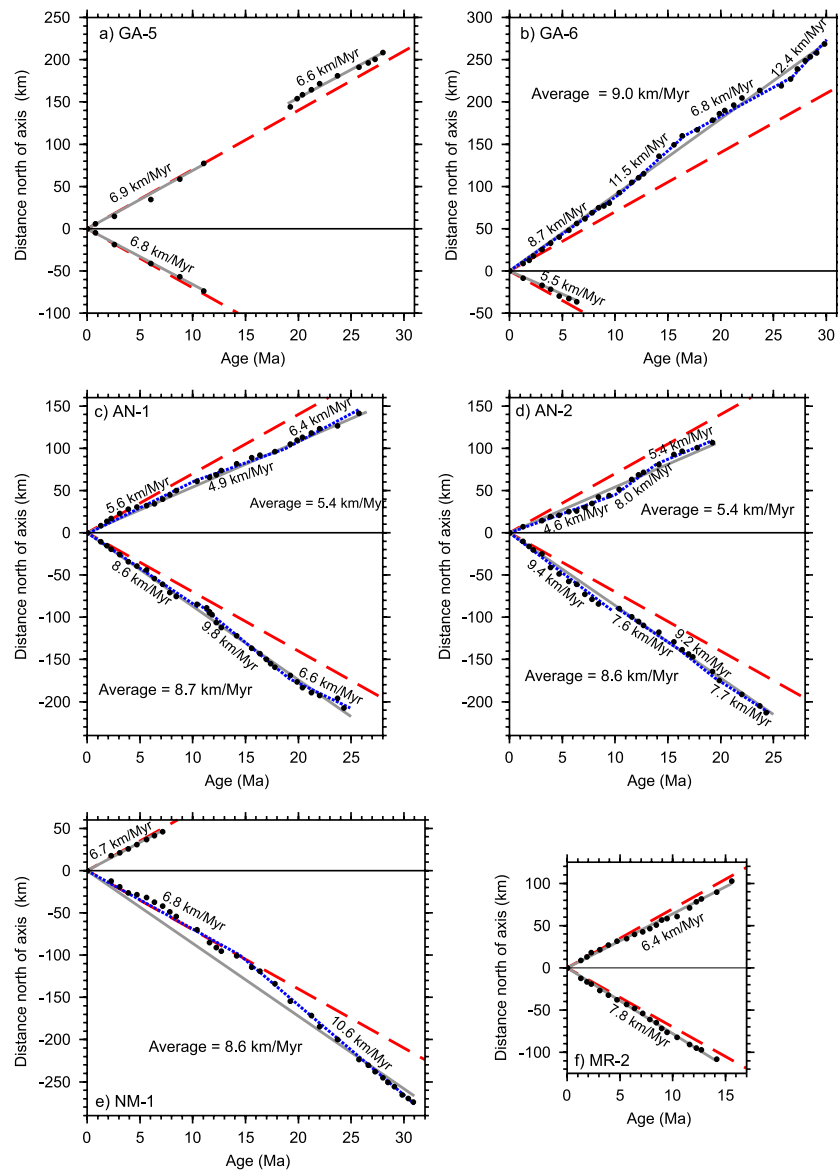 a) GA-5
250
200
150
100
50
0
−50
−100
Distance north of axis (km)
6.6 km/Myr
6.9 km/Myr
6.8 km/Myr
0 5 10 15 20 25 30
Age (Ma)
b) GA-6
300
250
200
150
100
50
0
−50
Distance north of axis (km)
Average = 9.0 km/Myr
12.4 km/Myr
6.8 km/Myr
11.5 km/Myr
8.7 km/Myr
5.5 km/Myr
0 5 10 15 20 25 30
Age (Ma)
c) AN-1
150
100
50
0
−50
−100
−150
−200
Distance north of axis (km)
6.4 km/Myr
5.6 km/Myr
4.9 km/Myr
Average = 5.4 km/Myr
8.6 km/Myr
9.8 km/Myr
6.6 km/Myr
Average = 8.7 km/Myr
0 5 10 15 20 25
Age (Ma)
d) AN-2
150
100
50
0
−50
−100
−150
−200
Distance north of axis (km)
5.4 km/Myr
8.0 km/Myr
4.6 km/Myr
Average = 5.4 km/Myr
9.4 km/Myr
7.6 km/Myr
9.2 km/Myr
7.7 km/Myr
Average = 8.6 km/Myr
0 5 10 15 20 25
Age (Ma)
50
0
−50
−100
−150
−200
−250
Distance north of axis (km)
6.7 km/Myr
6.8 km/Myr
10.6 km/Myr
Average = 8.6 km/Myr
e) NM-1
0 5 10 15 20 25 30
Age (Ma)
100
50
0
−50
−100
Distance north of axis (km)
6.4 km/Myr
7.8 km/Myr
f) MR-2
0 5 10 15
Age (Ma)